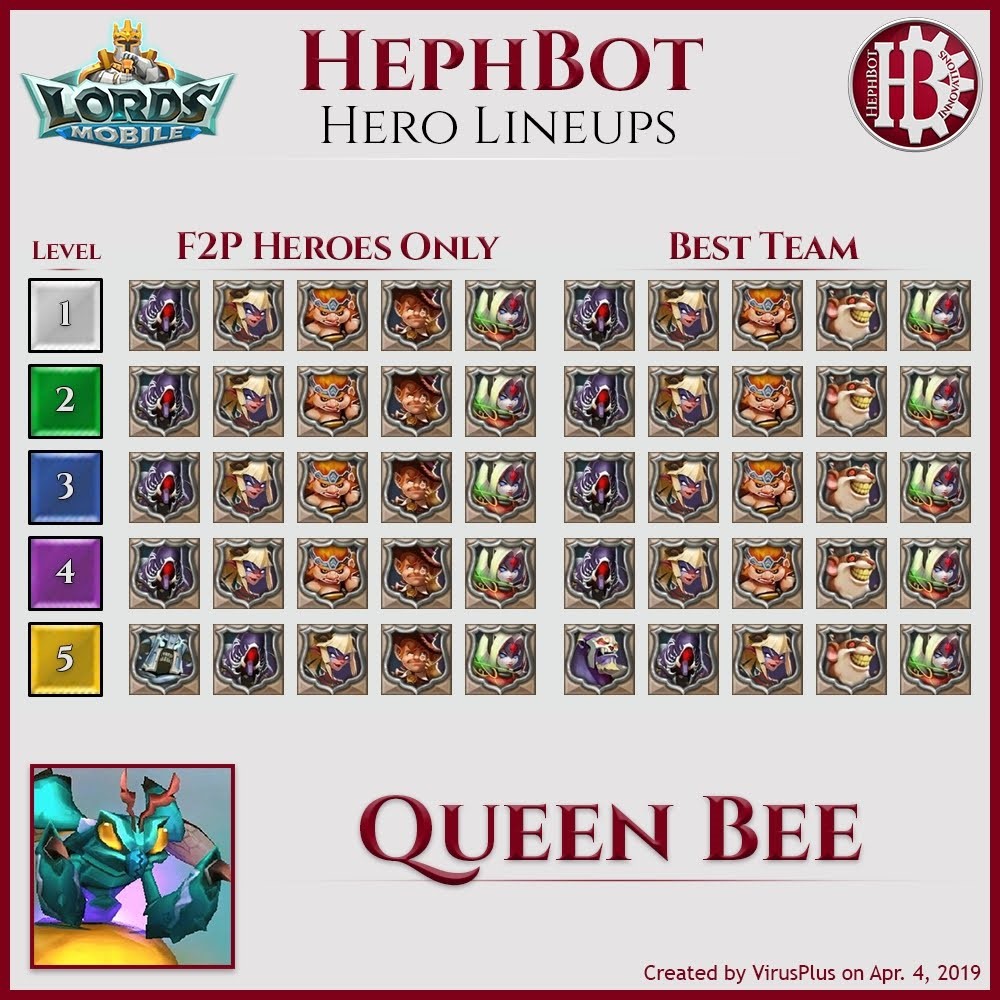 LORDS
MOBILE
HEPHBOT
HERO LINEUPS
HEPHBOT
HB
INNOVATIONS
LEVEL
F2P HEROES ONLY
BEST TEAM
1
2
3
4
5
QUEEN BEE
Created by VirusPlus on Apr. 4, 2019